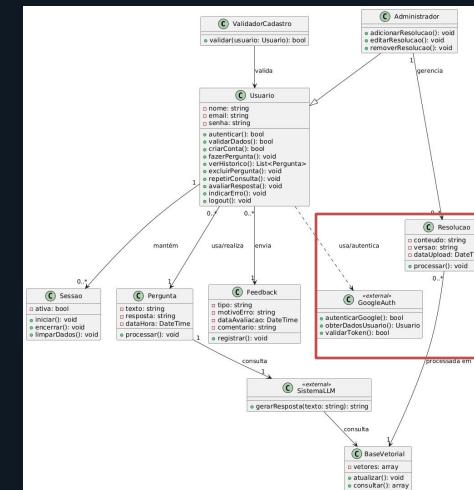 C ValidadorCadastro
validar(usuario: Usuario): bool
C Administrador
adicionarResolucao(): void
editarResolucao(): void
removerResolucao(): void
valida
1
gerencia
C Usuario
nome: string
email: string
senha: string
autenticar(): bool
validarDados(): bool
criarConta(): bool
fazerPergunta(): void
verHistorico(): List<Pergunta>
excluirPergunta(): void
repetirConsulta(): void
avaliarResposta(): void
indicarErro(): void
logout(): void
1
0..*
0..*
0..*
mantém
usa/realiza
envia
usa/autentica
C Resolucao
conteudo: string
versao: string
dataUpload: DateT
processar(): void
0..*
0..*
1
1
C Sessao
ativa: bool
iniciar(): void
encerrar(): void
limparDados(): void
C Pergunta
texto: string
resposta: string
dataHora: DateTime
processar(): void
C Feedback
tipo: string
motivoErro: string
dataAvaliacao: DateTime
comentario: string
registrar(): void
«external»
C GoogleAuth
autenticarGoogle(): bool
obterDadosUsuario(): Usuario
validarToken(): bool
1
consulta
1
processada em
«external»
C SistemaLLM
gerarResposta(texto: string): string
consulta
1
C BaseVetorial
vetores: array
atualizar(): void
consultar(): array